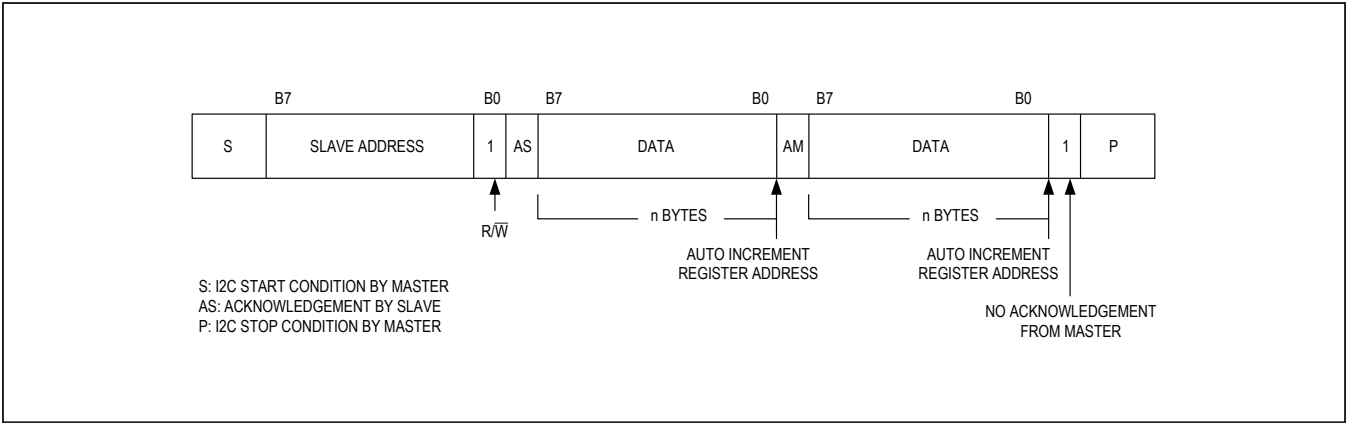 B7 B0 B7 B0 B7 B0
S SLAVE ADDRESS 1 AS DATA AM DATA 1 P
n BYTES n BYTES
R/W̅
AUTO INCREMENT AUTO INCREMENT
REGISTER ADDRESS REGISTER ADDRESS
S: I2C START CONDITION BY MASTER
AS: ACKNOWLEDGEMENT BY SLAVE
P: I2C STOP CONDITION BY MASTER
NO ACKNOWLEDGEMENT
FROM MASTER